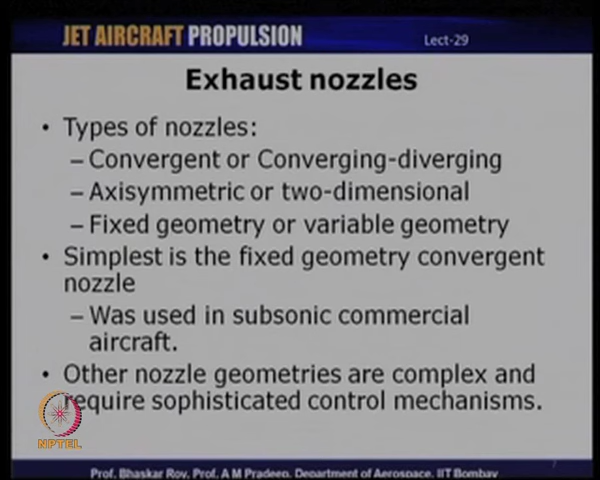 JET AIRCRAFT PROPULSION Lect-29
Exhaust nozzles
• Types of nozzles:
– Convergent or Converging-diverging
– Axisymmetric or two-dimensional
– Fixed geometry or variable geometry
• Simplest is the fixed geometry convergent
nozzle
– Was used in subsonic commercial
aircraft.
• Other nozzle geometries are complex and
require sophisticated control mechanisms.
NPTEL
7
Prof. Bhaskar Roy, Prof. A M Pradeep, Department of Aerospace, IIT Bombay